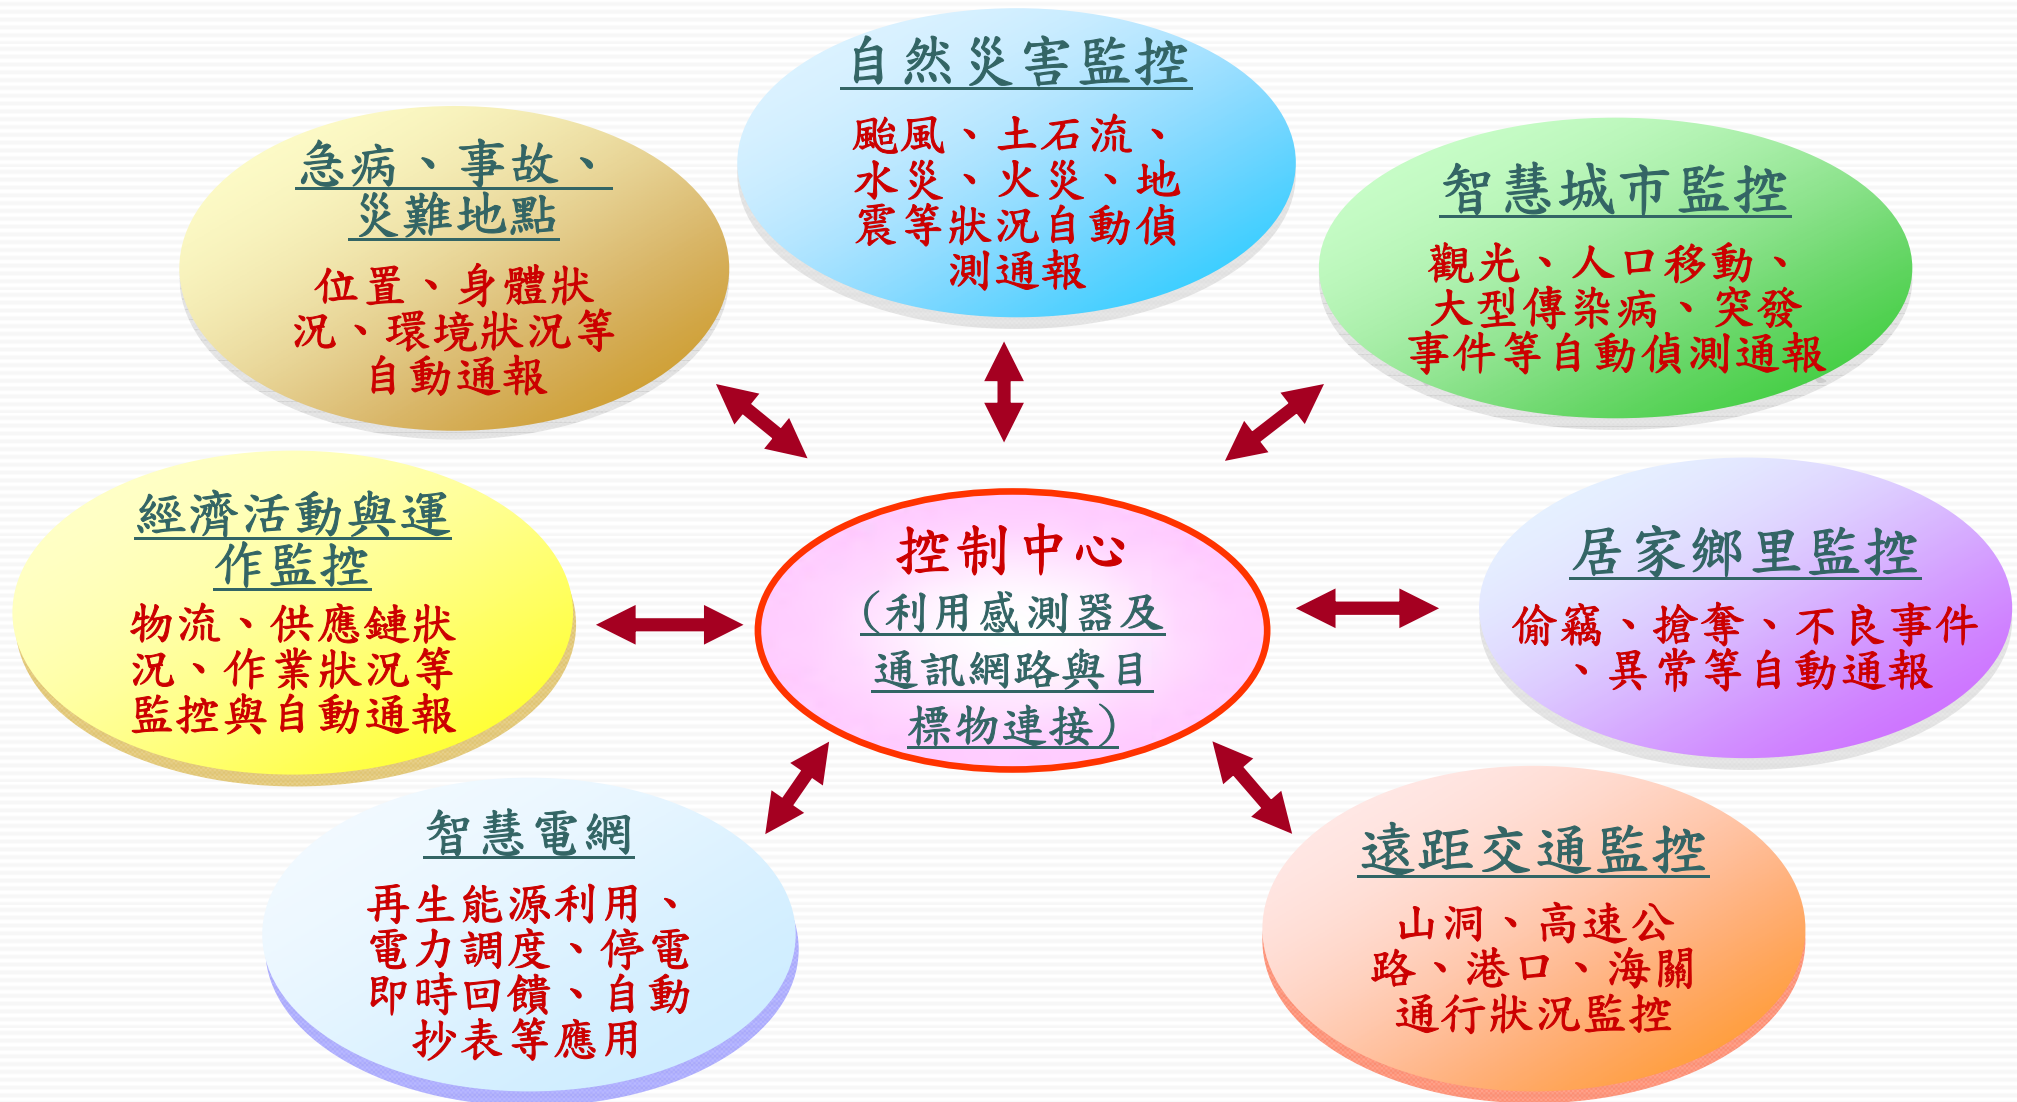 自然災害監控
颱風、土石流、
水災、火災、地
震等狀況自動偵
測通報
急病、事故、
災難地點
位置、身體狀
況、環境狀況等
自動通報
智慧城市監控
觀光、人口移動、
大型傳染病、突發
事件等自動偵測通報
經濟活動與運
作監控
物流、供應鏈狀
況、作業狀況等
監控與自動通報
控制中心
(利用感測器及
通訊網路與目
標物連接)
居家鄉里監控
偷竊、搶奪、不良事件
、異常等自動通報
智慧電網
再生能源利用、
電力調度、停電
即時回饋、自動
抄表等應用
遠距交通監控
山洞、高速公
路、港口、海關
通行狀況監控